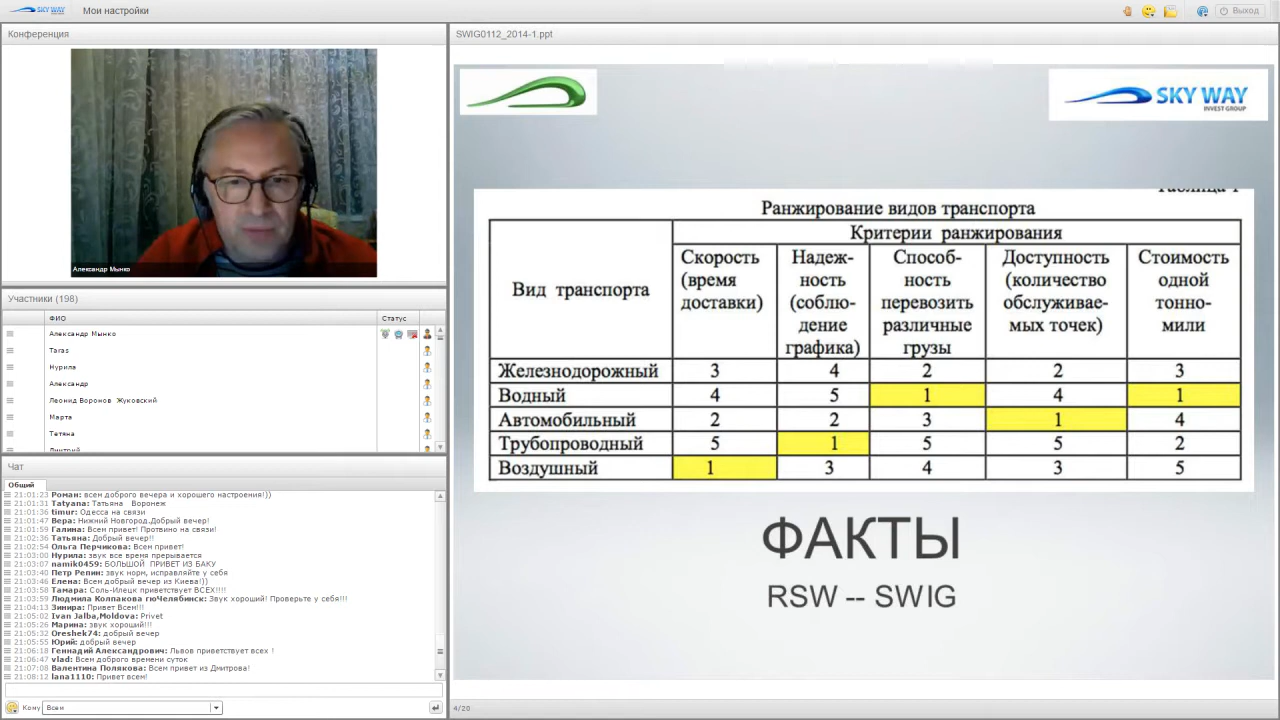 SKY WAY
Мои настройки
Выход
Конференция
Александр Мынко
Участники (198)
ФИО
Статус
Александр Мынко
Taras
Нурила
Александр
Леонид Воронов Жуковский
Марта
Тетяна
Чат
Общий
21:01:23 Роман: всем доброго вечера и хорошего настроения!))
21:01:31 Tatyana: Татьяна Воронеж
21:01:36 timur: Одесса на связи
21:01:47 Вера: Нижний Новгород.Добрый вечер!
21:01:59 Галина: Всем привет! Протвино на связи!
21:02:36 Татьяна: Добрый вечер!!
21:02:54 Ольга Перчикова: Всем привет!
21:03:00 Нурила: звук все время прерывается
21:03:07 namik0459: БОЛЬШОЙ ПРИВЕТ ИЗ БАКУ
21:03:40 Петр Репин: звук норм, исправляйте у себя
21:03:46 Елена: Всем добрый вечер из Киева!))
21:03:58 Тамара: Соль-Илецк приветствует ВСЕХ!!!!
21:03:59 Людмила Колпакова гюЧелябинск: Звук хороший! Проверьте у себя!!!
21:04:13 Зинира: Привет Всем!!!
21:05:02 Ivan Jalba,Moldova: Privet
21:05:26 Марина: звук хороший!!!
21:05:32 Oreshek74: добрый вечер
21:05:55 Юрий: добрый вечер
21:06:18 Геннадий Александрович: Львов приветствует всех !
21:06:47 vlad: Всем доброго времени суток
21:07:08 Валентина Полякова: Всем привет из Дмитрова!
21:08:12 lana1110: Привет всем!
Кому
Всем
SWIG0112_2014-1.ppt
SKY WAY
INVEST GROUP
Ранжирование видов транспорта
Вид транспорта
Критерии ранжирования
Скорость
(время
доставки)
Надеж-
ность
(соблю-
дение
графика)
Способ-
ность
перевозить
различные
грузы
Доступность
(количество
обслуживае-
мых точек)
Стоимость
одной
тонно-
мили
Железнодорожный 3 4 2 2 3
Водный 4 5 1 4 1
Автомобильный 2 2 3 1 4
Трубопроводный 5 1 5 5 2
Воздушный 1 3 4 3 5
ФАКТЫ
RSW -- SWIG
4/20